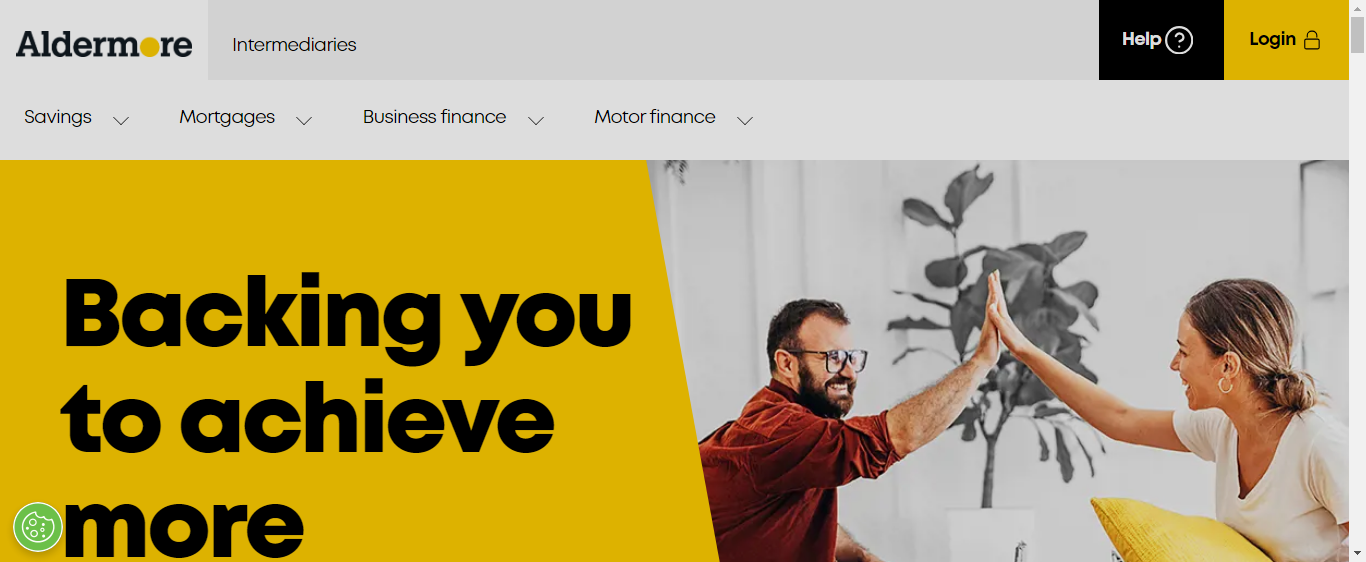 Aldermore
Intermediaries
Help ?
Login
Savings
Mortgages
Business finance
Motor finance
Backing you
to achieve
more